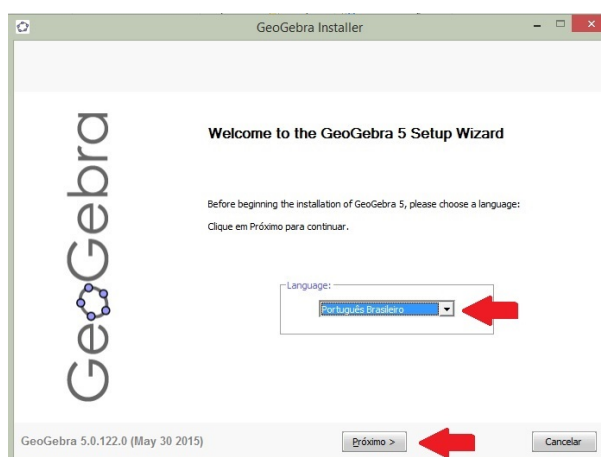 GeoGebra Installer
GeoGebra
Welcome to the GeoGebra 5 Setup Wizard
Before beginning the installation of GeoGebra 5, please choose a language:
Clique em Próximo para continuar.
Language:
Português Brasileiro
GeoGebra 5.0.122.0 (May 30 2015)
Próximo >
Cancelar